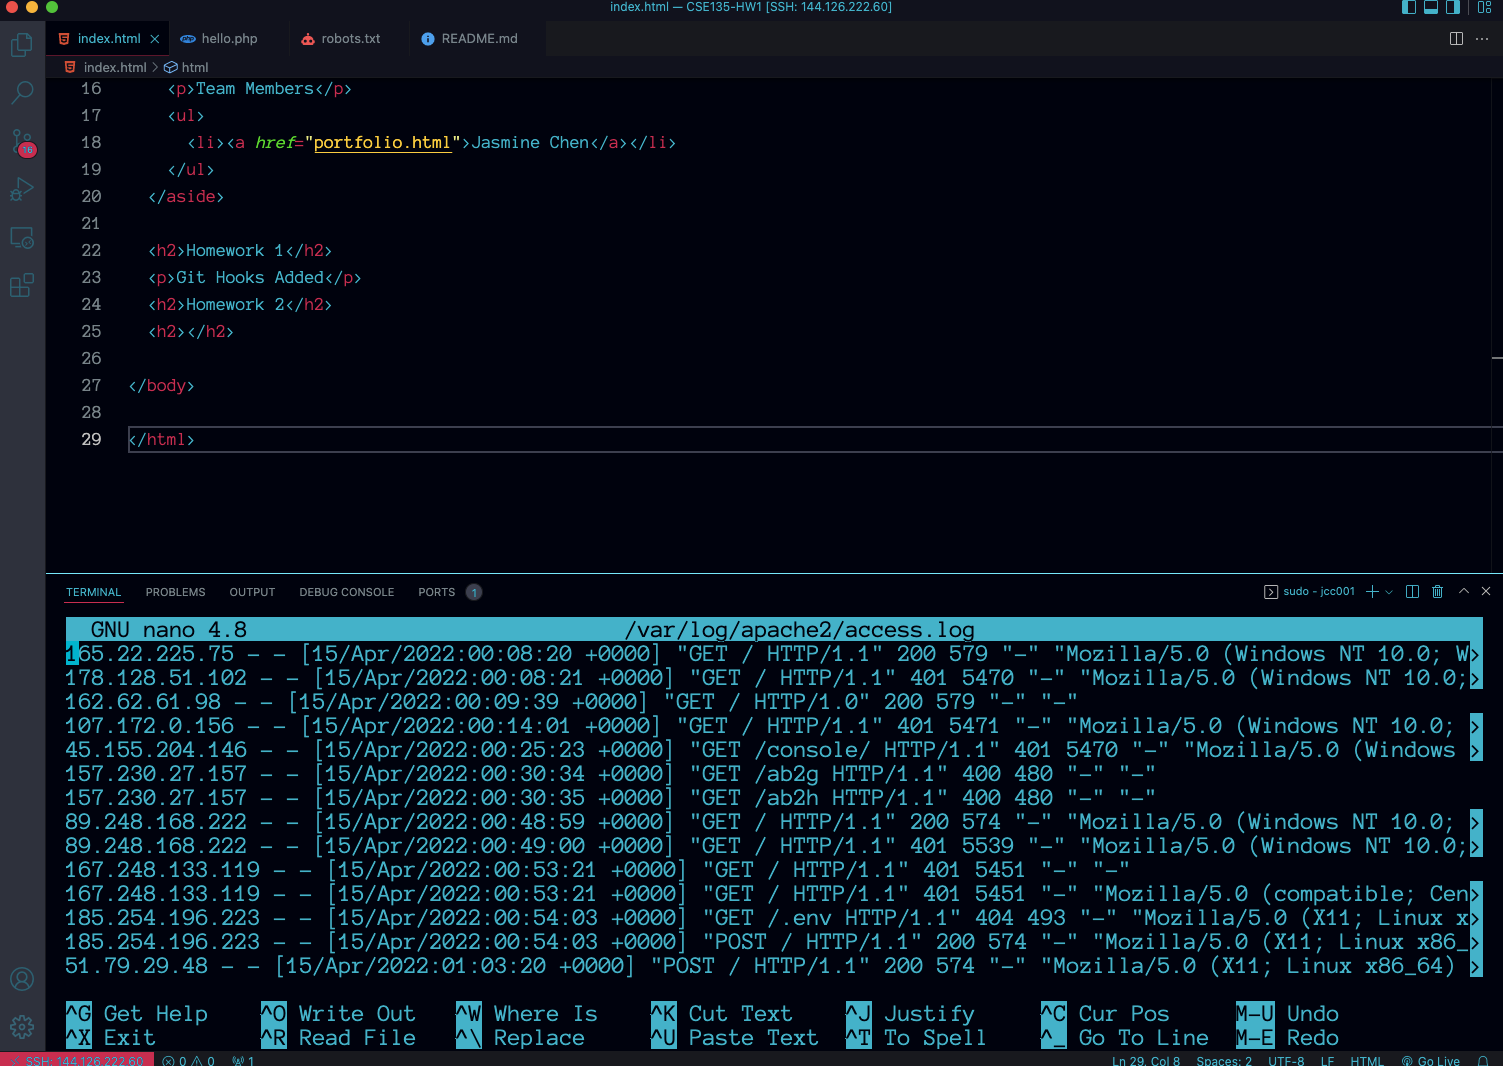 index.html — CSE135-HW1 [SSH: 144.126.222.60]
index.html hello.php robots.txt README.md
index.html > html
16 <p>Team Members</p>
17 <ul>
18 <li><a href="portfolio.html">Jasmine Chen</a></li>
19 </ul>
20 </aside>
21
22 <h2>Homework 1</h2>
23 <p>Git Hooks Added</p>
24 <h2>Homework 2</h2>
25 <h2></h2>
26
27 </body>
28
29 </html>
16
TERMINAL PROBLEMS OUTPUT DEBUG CONSOLE PORTS 1 sudo - jcc001
GNU nano 4.8 /var/log/apache2/access.log
165.22.225.75 - - [15/Apr/2022:00:08:20 +0000] "GET / HTTP/1.1" 200 579 "-" "Mozilla/5.0 (Windows NT 10.0; W>
178.128.51.102 - - [15/Apr/2022:00:08:21 +0000] "GET / HTTP/1.1" 401 5470 "-" "Mozilla/5.0 (Windows NT 10.0;>
162.62.61.98 - - [15/Apr/2022:00:09:39 +0000] "GET / HTTP/1.0" 200 579 "-" "-"
107.172.0.156 - - [15/Apr/2022:00:14:01 +0000] "GET / HTTP/1.1" 401 5471 "-" "Mozilla/5.0 (Windows NT 10.0; >
45.155.204.146 - - [15/Apr/2022:00:25:23 +0000] "GET /console/ HTTP/1.1" 401 5470 "-" "Mozilla/5.0 (Windows >
157.230.27.157 - - [15/Apr/2022:00:30:34 +0000] "GET /ab2g HTTP/1.1" 400 480 "-" "-"
157.230.27.157 - - [15/Apr/2022:00:30:35 +0000] "GET /ab2h HTTP/1.1" 400 480 "-" "-"
89.248.168.222 - - [15/Apr/2022:00:48:59 +0000] "GET / HTTP/1.1" 200 574 "-" "Mozilla/5.0 (Windows NT 10.0; >
89.248.168.222 - - [15/Apr/2022:00:49:00 +0000] "GET / HTTP/1.1" 401 5539 "-" "Mozilla/5.0 (Windows NT 10.0;>
167.248.133.119 - - [15/Apr/2022:00:53:21 +0000] "GET / HTTP/1.1" 401 5451 "-" "-"
167.248.133.119 - - [15/Apr/2022:00:53:21 +0000] "GET / HTTP/1.1" 401 5451 "-" "Mozilla/5.0 (compatible; Cen>
185.254.196.223 - - [15/Apr/2022:00:54:03 +0000] "GET /.env HTTP/1.1" 404 493 "-" "Mozilla/5.0 (X11; Linux x>
185.254.196.223 - - [15/Apr/2022:00:54:03 +0000] "POST / HTTP/1.1" 200 574 "-" "Mozilla/5.0 (X11; Linux x86_>
51.79.29.48 - - [15/Apr/2022:01:03:20 +0000] "POST / HTTP/1.1" 200 574 "-" "Mozilla/5.0 (X11; Linux x86_64) >
^G Get Help ^O Write Out ^W Where Is ^K Cut Text ^J Justify ^C Cur Pos M-U Undo
^X Exit ^R Read File ^\ Replace ^U Paste Text ^T To Spell ^_ Go To Line M-E Redo
SSH: 144.126.222.60 0 0 1 Ln 29, Col 8 Spaces: 2 UTF-8 LF HTML Go Live